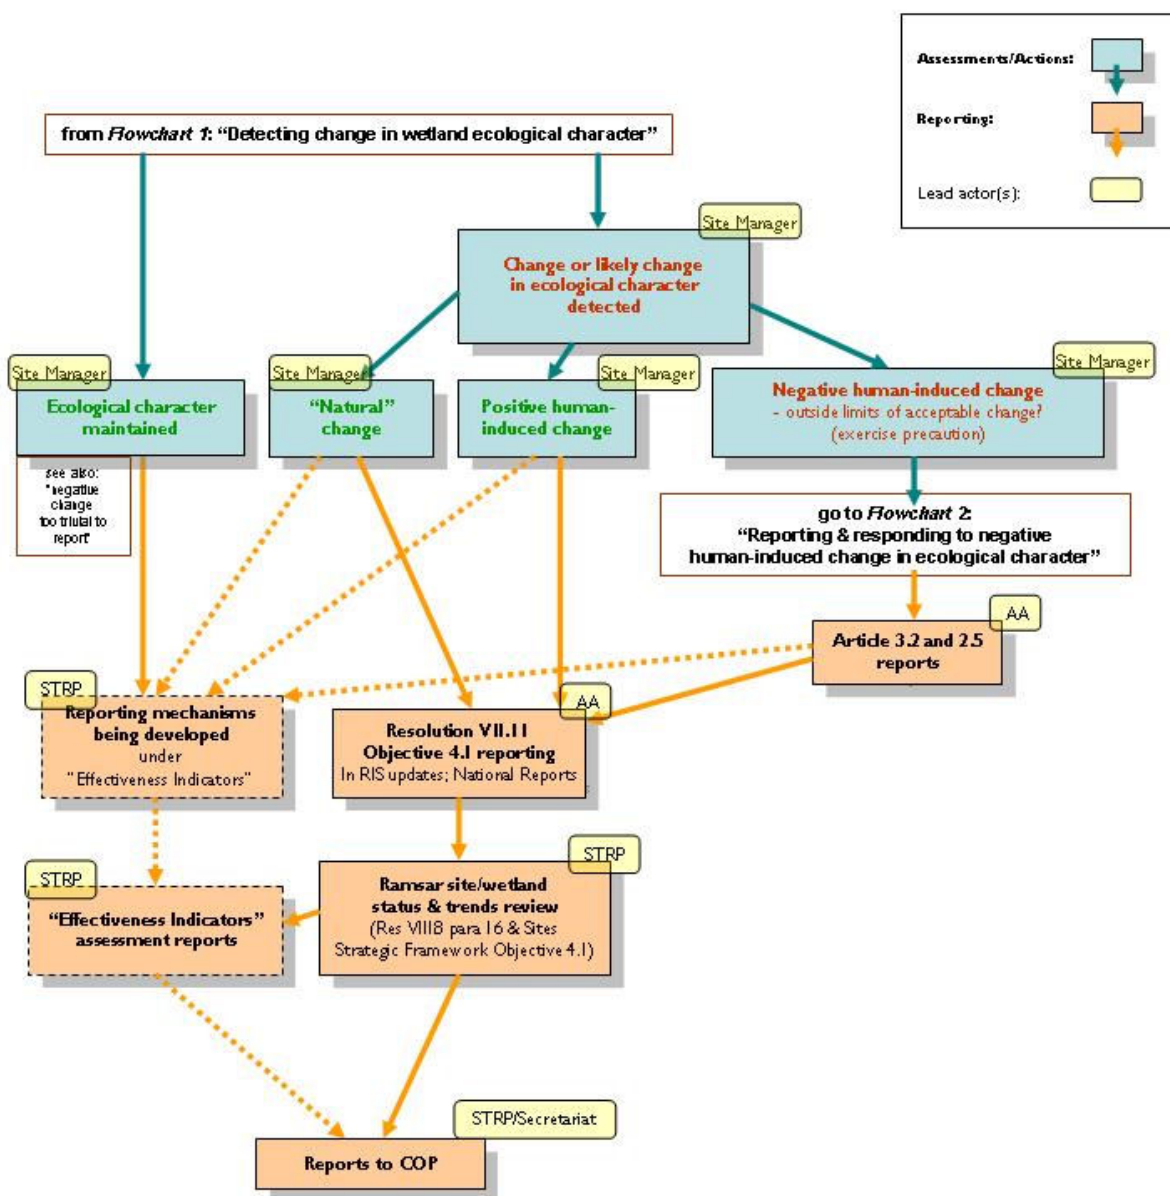 Assessments/Actions:
Reporting:
Lead actor(s):
from Flowchart 1: “Detecting change in wetland ecological character”
Site Manager
Change or likely change
in ecological character
detected
Site Manager
Ecological character
maintained
Site Manager
“Natural”
change
Site Manager
Positive human-
induced change
Site Manager
Negative human-induced change
- outside limits of acceptable change?
(exercise precaution)
see also:
"negative
change
too trivial to
report"
go to Flowchart 2:
“Reporting & responding to negative
human-induced change in ecological character”
AA
Article 3.2 and 2.5
reports
STRP
Reporting mechanisms
being developed
under
"Effectiveness Indicators"
AA
Resolution VII.11
Objective 4.1 reporting
In RIS updates; National Reports
STRP
“Effectiveness Indicators”
assessment reports
STRP
Ramsar site/wetland
status & trends review
(Res VIII8 para 16 & Sites
Strategic Framework Objective 4.1)
STRP/Secretariat
Reports to COP